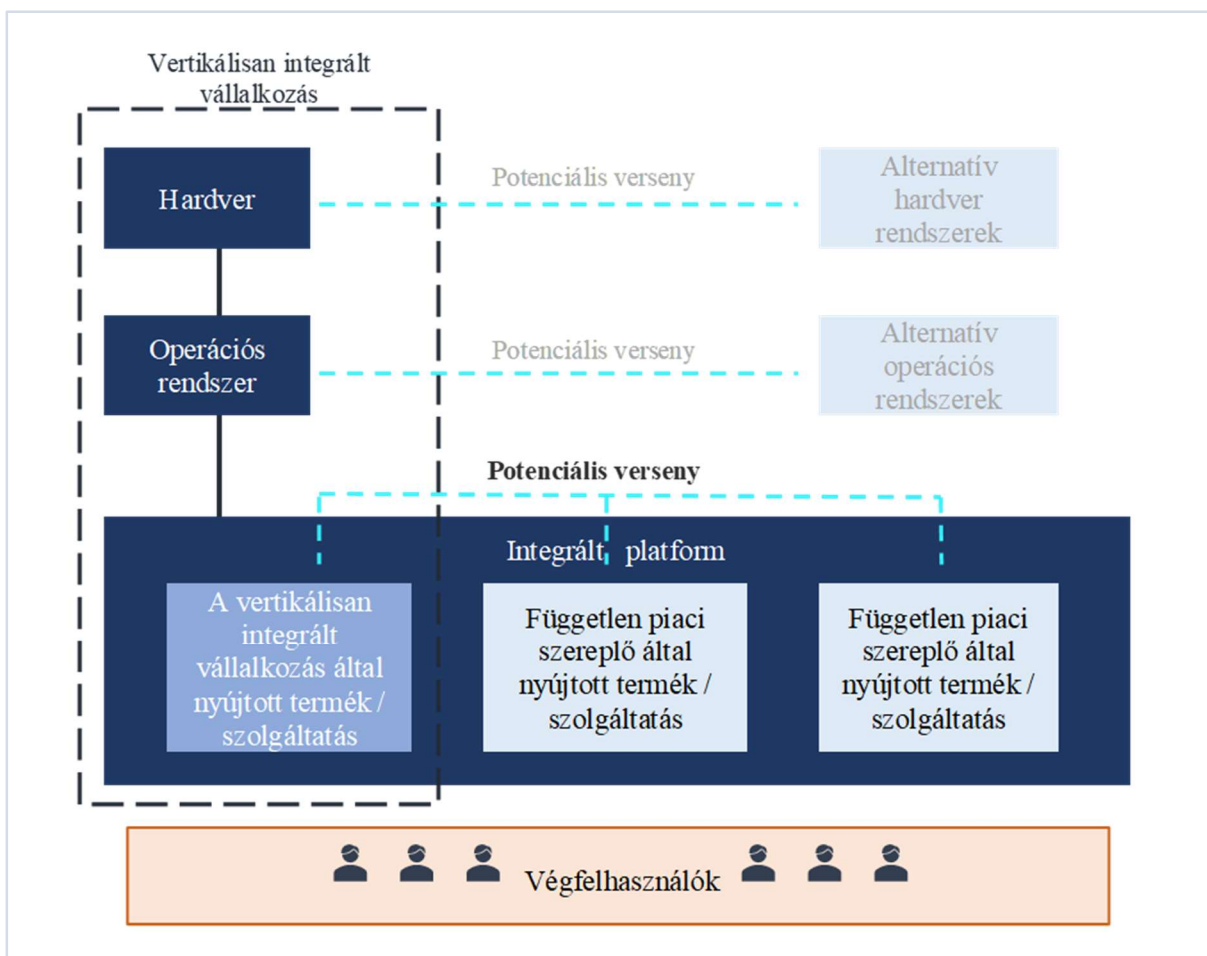 Vertikálisan integrált
vállalkozás
Hardver
Potenciális verseny
Alternatív
hardver
rendszerek
Operációs
rendszer
Potenciális verseny
Alternatív
operációs
rendszerek
Potenciális verseny
Integrált platform
A vertikálisan
integrált
vállalkozás által
nyújtott termék /
szolgáltatás
Független piaci
szereplő által
nyújtott termék /
szolgáltatás
Független piaci
szereplő által
nyújtott termék /
szolgáltatás
Végfelhasználók